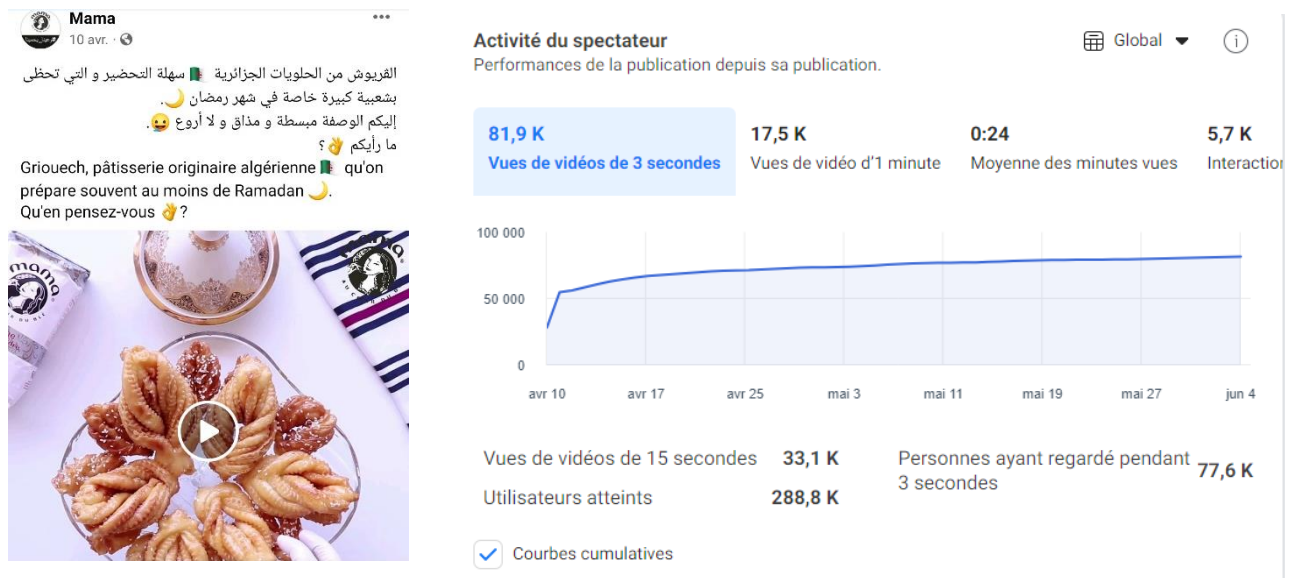 Mama
10 avr.
القريوش من الحلويات الجزائرية 🇩🇿 سهلة التحضير و التي تحظى
بشعبية كبيرة خاصة في شهر رمضان 🌙.
إليكم الوصفة مبسطة و مذاق و لا أروع 😋.
ما رأيكم 👌؟
Griouech, pâtisserie originaire algérienne 🇩🇿 qu'on
prépare souvent au moins de Ramadan 🌙.
Qu'en pensez-vous 👌?
mama
Activité du spectateur
Global
Performances de la publication depuis sa publication.
81,9 K
Vues de vidéos de 3 secondes
17,5 K
Vues de vidéo d'1 minute
0:24
Moyenne des minutes vues
5,7 K
Interaction
100 000
50 000
0
avr 10 avr 17 avr 25 mai 3 mai 11 mai 19 mai 27 jun 4
Vues de vidéos de 15 secondes 33,1 K
Utilisateurs atteints 288,8 K
Personnes ayant regardé pendant
3 secondes
77,6 K
Courbes cumulatives